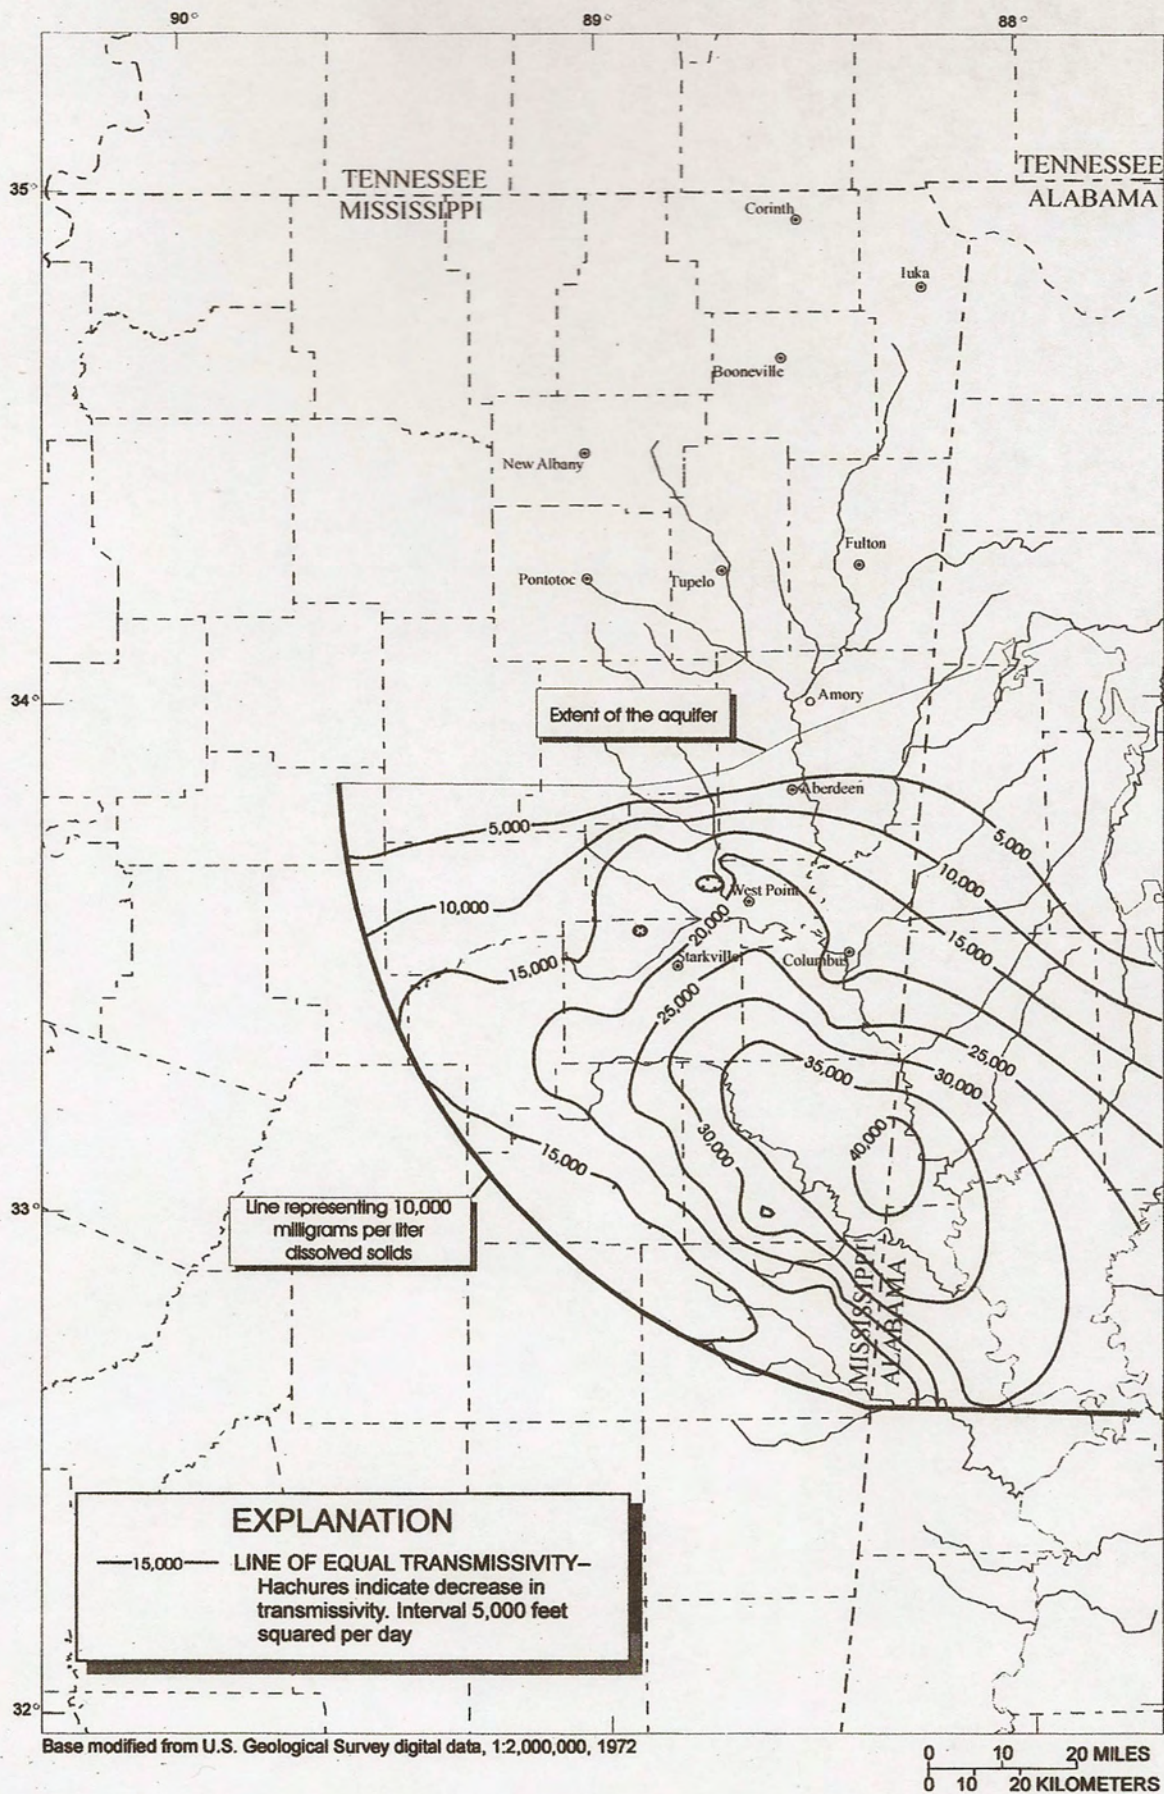 90°
89°
88°
35°
TENNESSEE
MISSISSIPPI
TENNESSEE
ALABAMA
Corinth
Iuka
Booneville
New Albany
Fulton
Pontotoc
Tupelo
34°
Amory
Extent of the aquifer
Aberdeen
5,000
5,000
10,000
West Point
10,000
20,000
15,000
Starkville
Columbus
15,000
25,000
25,000
35,000
30,000
30,000
40,000
15,000
33°
Line representing 10,000
milligrams per liter
dissolved solids
MISSISSIPPI
ALABAMA
EXPLANATION
15,000
LINE OF EQUAL TRANSMISSIVITY–
Hachures indicate decrease in
transmissivity. Interval 5,000 feet
squared per day
32°
Base modified from U.S. Geological Survey digital data, 1:2,000,000, 1972
0 10 20 MILES
0 10 20 KILOMETERS